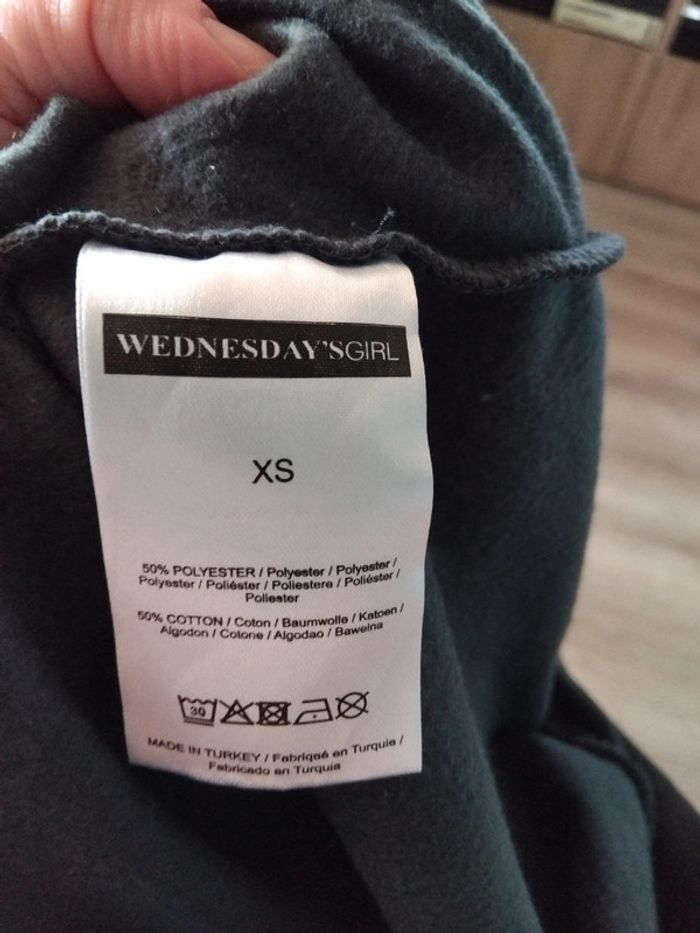 WEDNESDAY'SGIRL
XS
50% POLYESTER / Polyester / Polyester /
Polyester / Poliéster / Poliestere / Poliéster /
Poliester
50% COTTON / Coton / Baumwolle / Katoen /
Algodon / Cotone / Algodao / Bawelna
30
MADE IN TURKEY / Fabriqué en Turquie /
Fabricado en Turquia